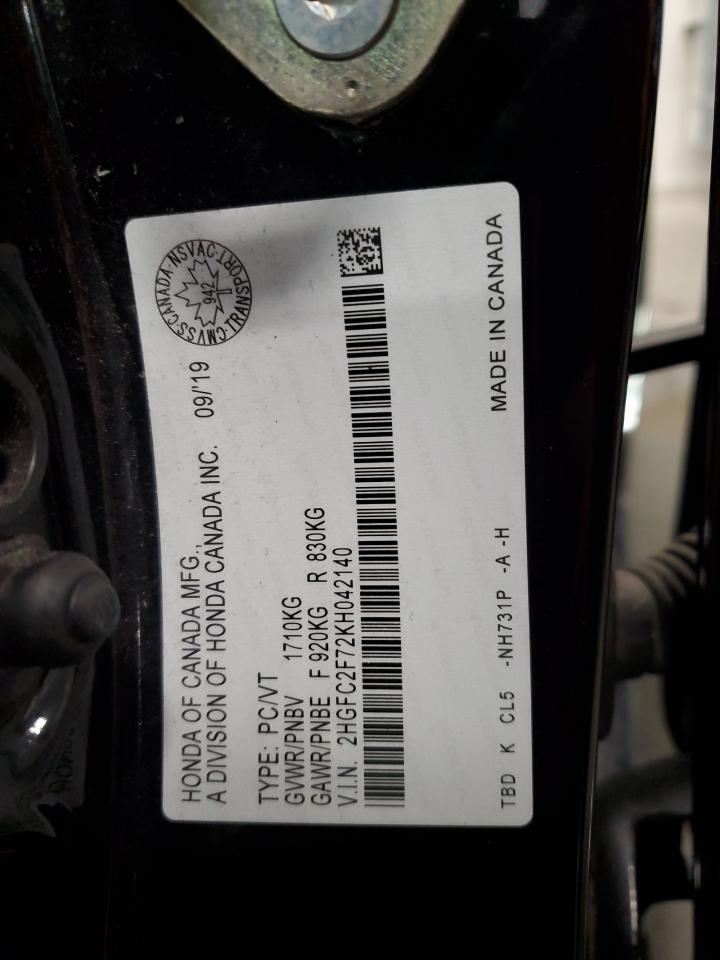 HONDA OF CANADA MFG.,
A DIVISION OF HONDA CANADA INC. 09/'19
CMVSS·CANADA·NSVAC·TRANSPORT·
942
TYPE: PC/VT
GVWR/PNBV 1710KG
GAWR/PNBE F 920KG R 830KG
V.I.N. 2HGFC2F72KH042140
TBD K CL5 -NH731P -A -H MADE IN CANADA